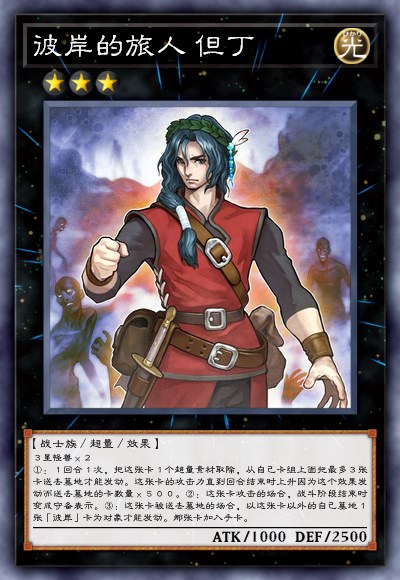 彼岸的旅人 但丁
光
【战士族／超量／效果】
3星怪兽×2
①：1回合1次，把这张卡1个超量素材取除，从自己卡组上面把最多3张
卡送去墓地才能发动。这张卡的攻击力直到回合结束时上升因为这个效果发
动而送去墓地的卡数量×500。②：这张卡攻击的场合，战斗阶段结束时
变成守备表示。③：这张卡被送去墓地的场合，以这张卡以外的自己墓地1
张「彼岸」卡为对象才能发动。那张卡加入手卡。
ATK/1000 DEF/2500